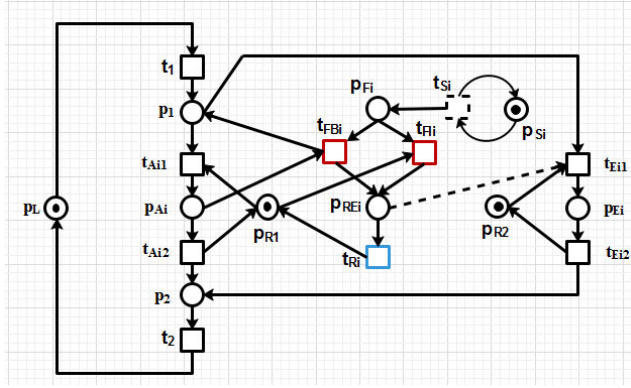 t1
tSi
pFi
p1
tFBi
tFIi
pSi
tAi1
tEi1
pL
pAi
pR1
pREi
pR2
pEi
tAi2
tRi
tEi2
p2
t2